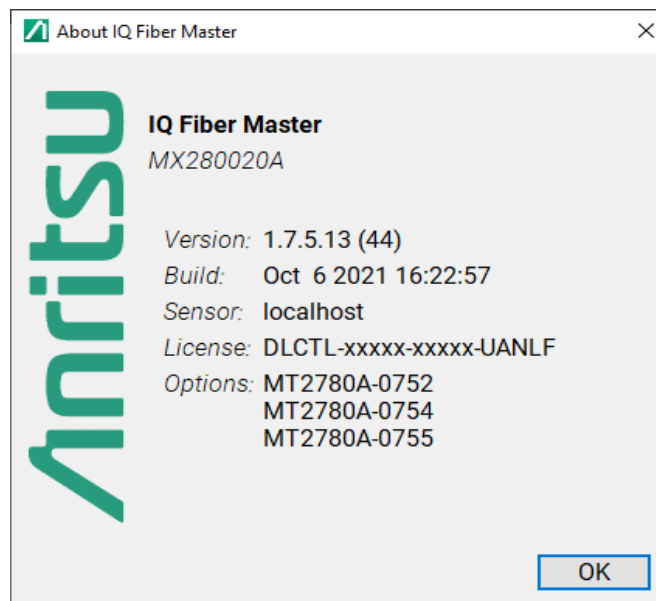 About IQ Fiber Master
Anritsu
IQ Fiber Master
MX280020A
Version: 1.7.5.13 (44)
Build: Oct 6 2021 16:22:57
Sensor: localhost
License: DLCTL-xxxxx-xxxxx-UANLF
Options: MT2780A-0752
MT2780A-0754
MT2780A-0755
OK